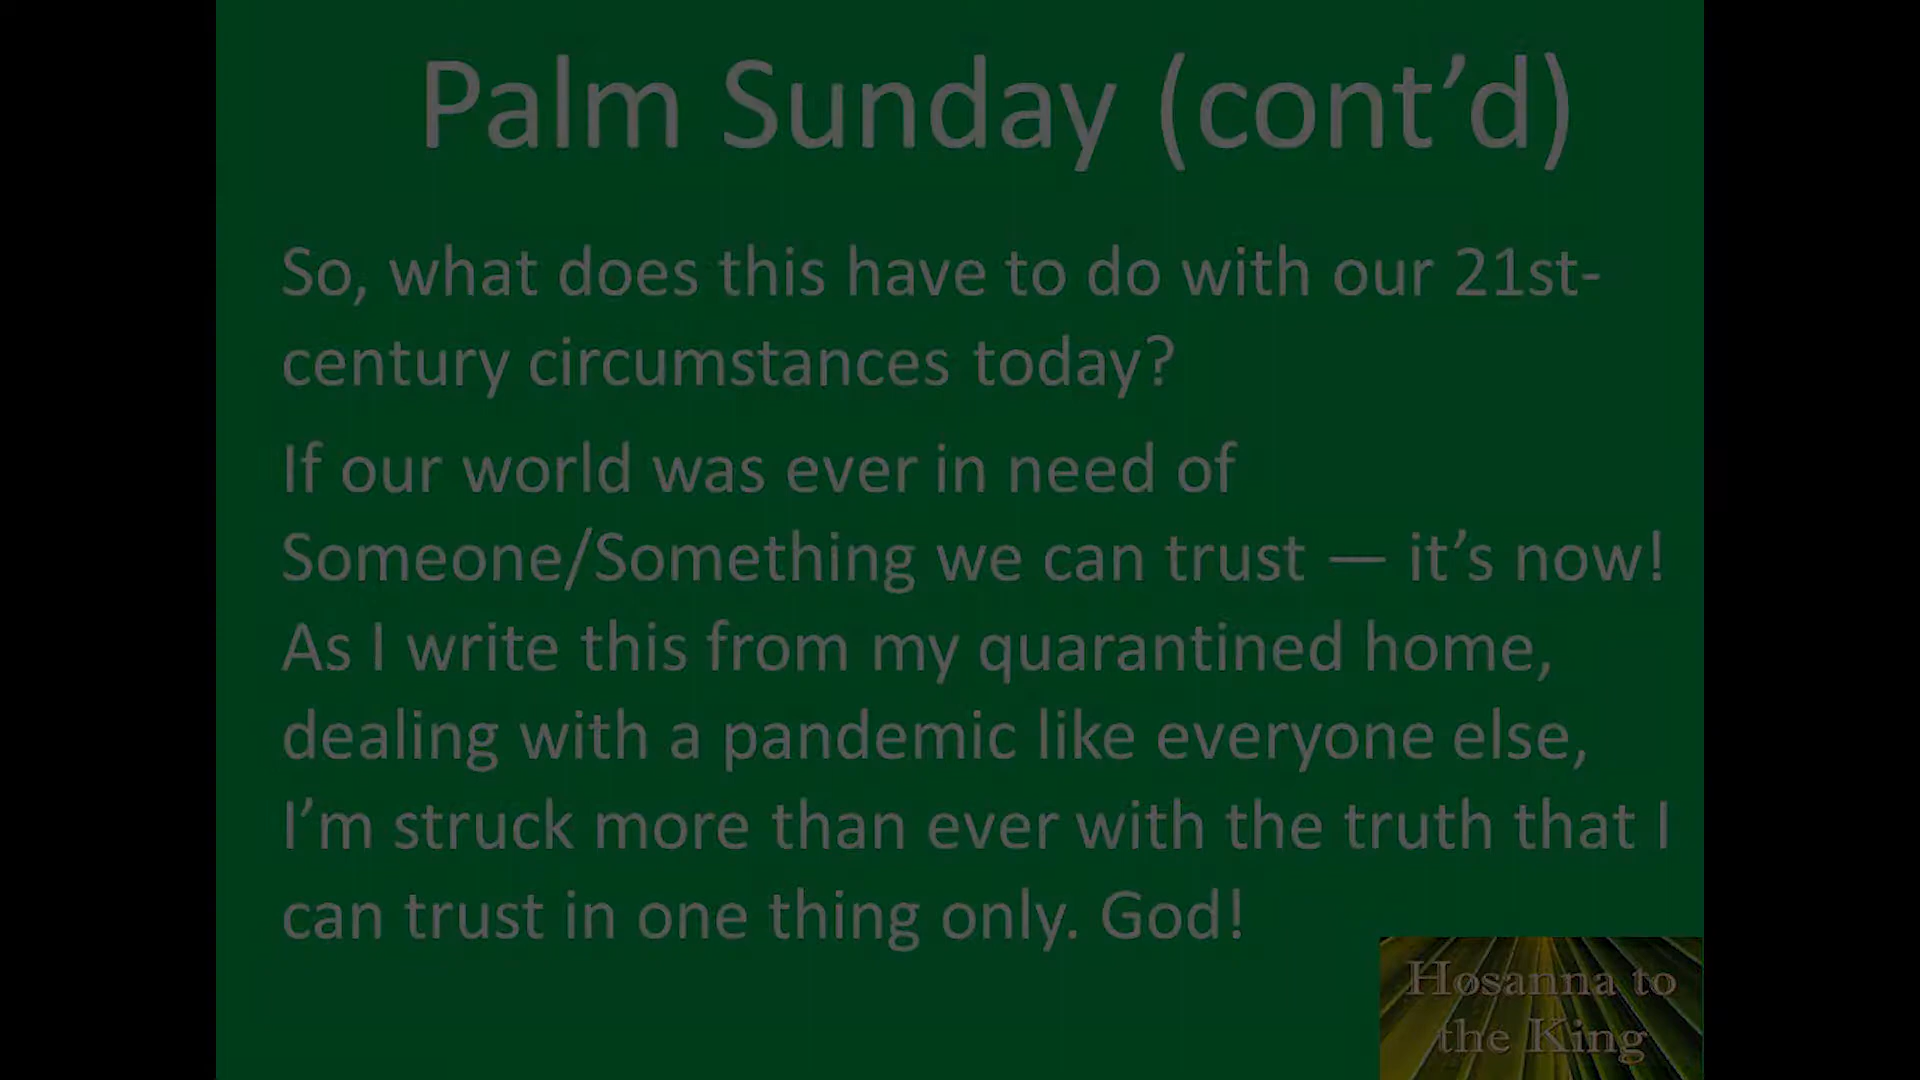 Palm Sunday (cont’d)
So, what does this have to do with our 21st-
century circumstances today?
If our world was ever in need of
Someone/Something we can trust — it’s now!
As I write this from my quarantined home,
dealing with a pandemic like everyone else,
I’m struck more than ever with the truth that I
can trust in one thing only. God!
Hosanna to
the King